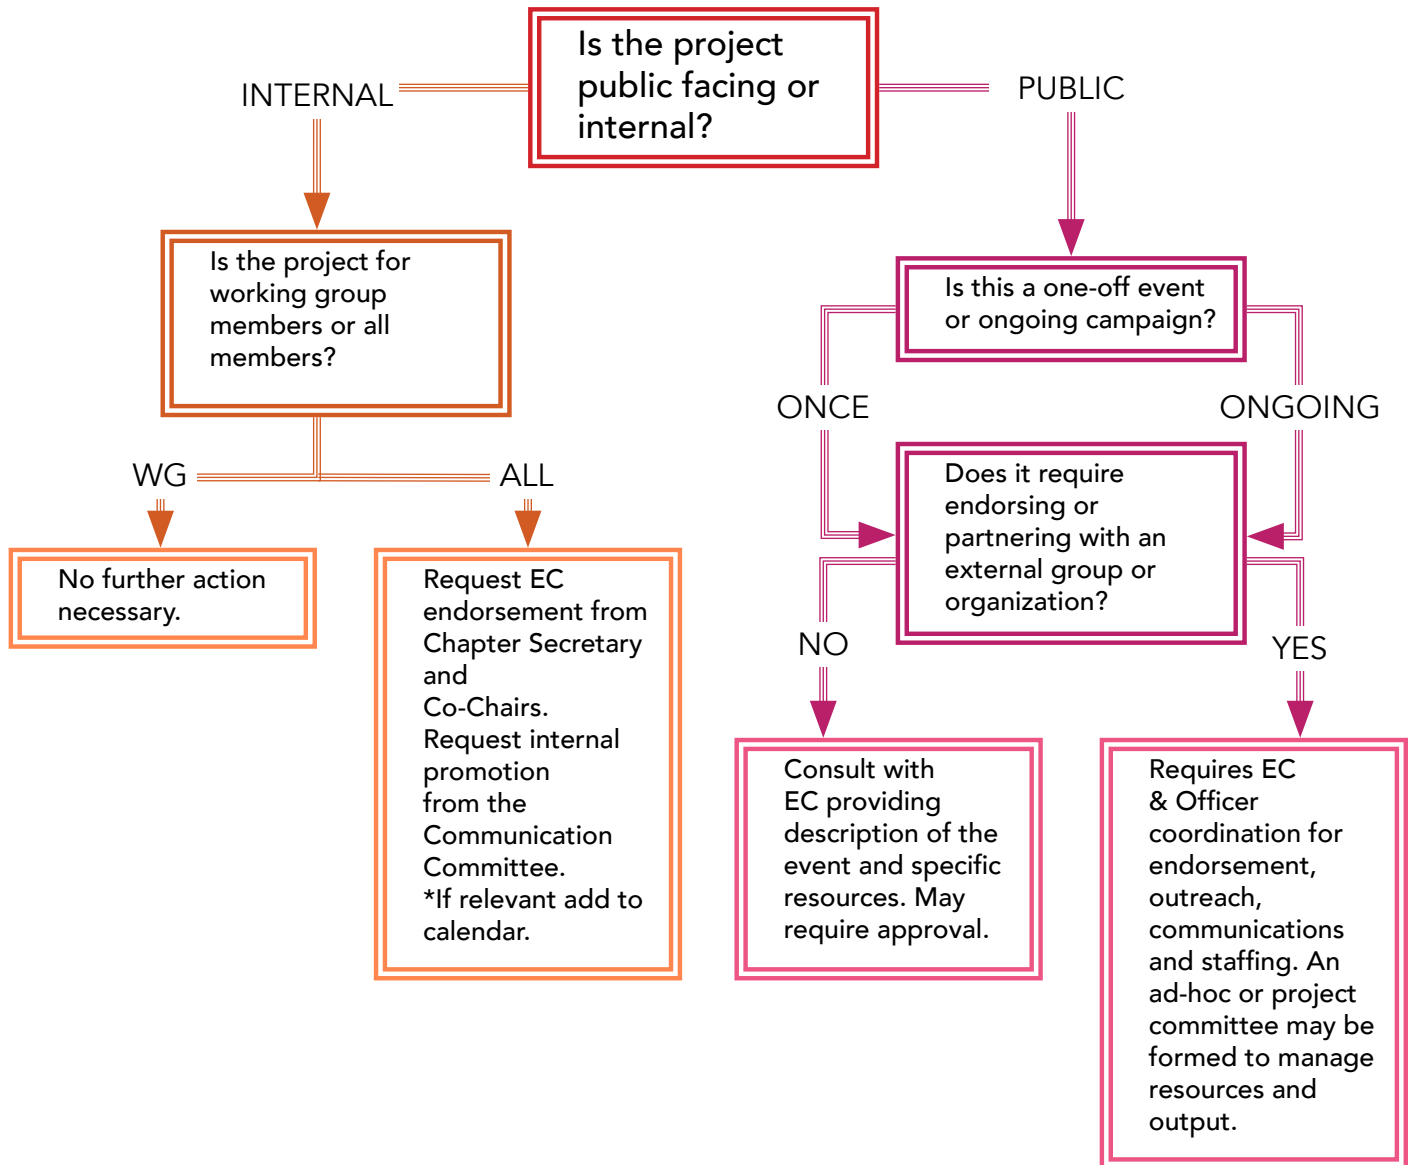 Is the project
public facing or
internal?
INTERNAL
PUBLIC
Is the project for
working group
members or all
members?
Is this a one-off event
or ongoing campaign?
ONCE
ONGOING
WG
ALL
Does it require
endorsing or
partnering with an
external group or
organization?
No further action
necessary.
Request EC
endorsement from
Chapter Secretary
and
Co-Chairs.
Request internal
promotion
from the
Communication
Committee.
*If relevant add to
calendar.
NO
YES
Consult with
EC providing
description of the
event and specific
resources. May
require approval.
Requires EC
& Officer
coordination for
endorsement,
outreach,
communications
and staffing. An
ad-hoc or project
committee may be
formed to manage
resources and
output.